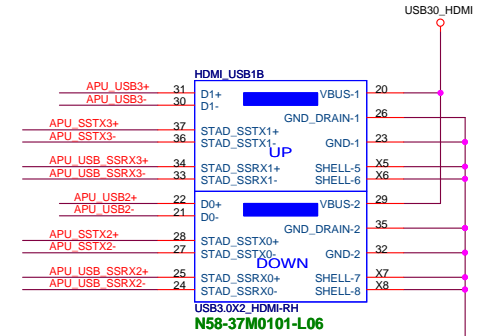 USB30_HDMI
HDMI_USB1B
APU_USB3+ 31 D1+ VBUS-1 20
APU_USB3- 30 D1-
GND_DRAIN-1 26
APU_SSTX3+ 37 STAD_SSTX1+
APU_SSTX3- 36 STAD_SSTX1- GND-1 23
UP
APU_USB_SSRX3+ 34 STAD_SSRX1+ SHELL-5 X5
APU_USB_SSRX3- 33 STAD_SSRX1- SHELL-6 X6
APU_USB2+ 22 D0+ VBUS-2 29
APU_USB2- 21 D0-
GND_DRAIN-2 35
APU_SSTX2+ 28 STAD_SSTX0+
APU_SSTX2- 27 STAD_SSTX0- GND-2 32
DOWN
APU_USB_SSRX2+ 25 STAD_SSRX0+ SHELL-7 X7
APU_USB_SSRX2- 24 STAD_SSRX0- SHELL-8 X8
USB3.0X2_HDMI-RH
N58-37M0101-L06